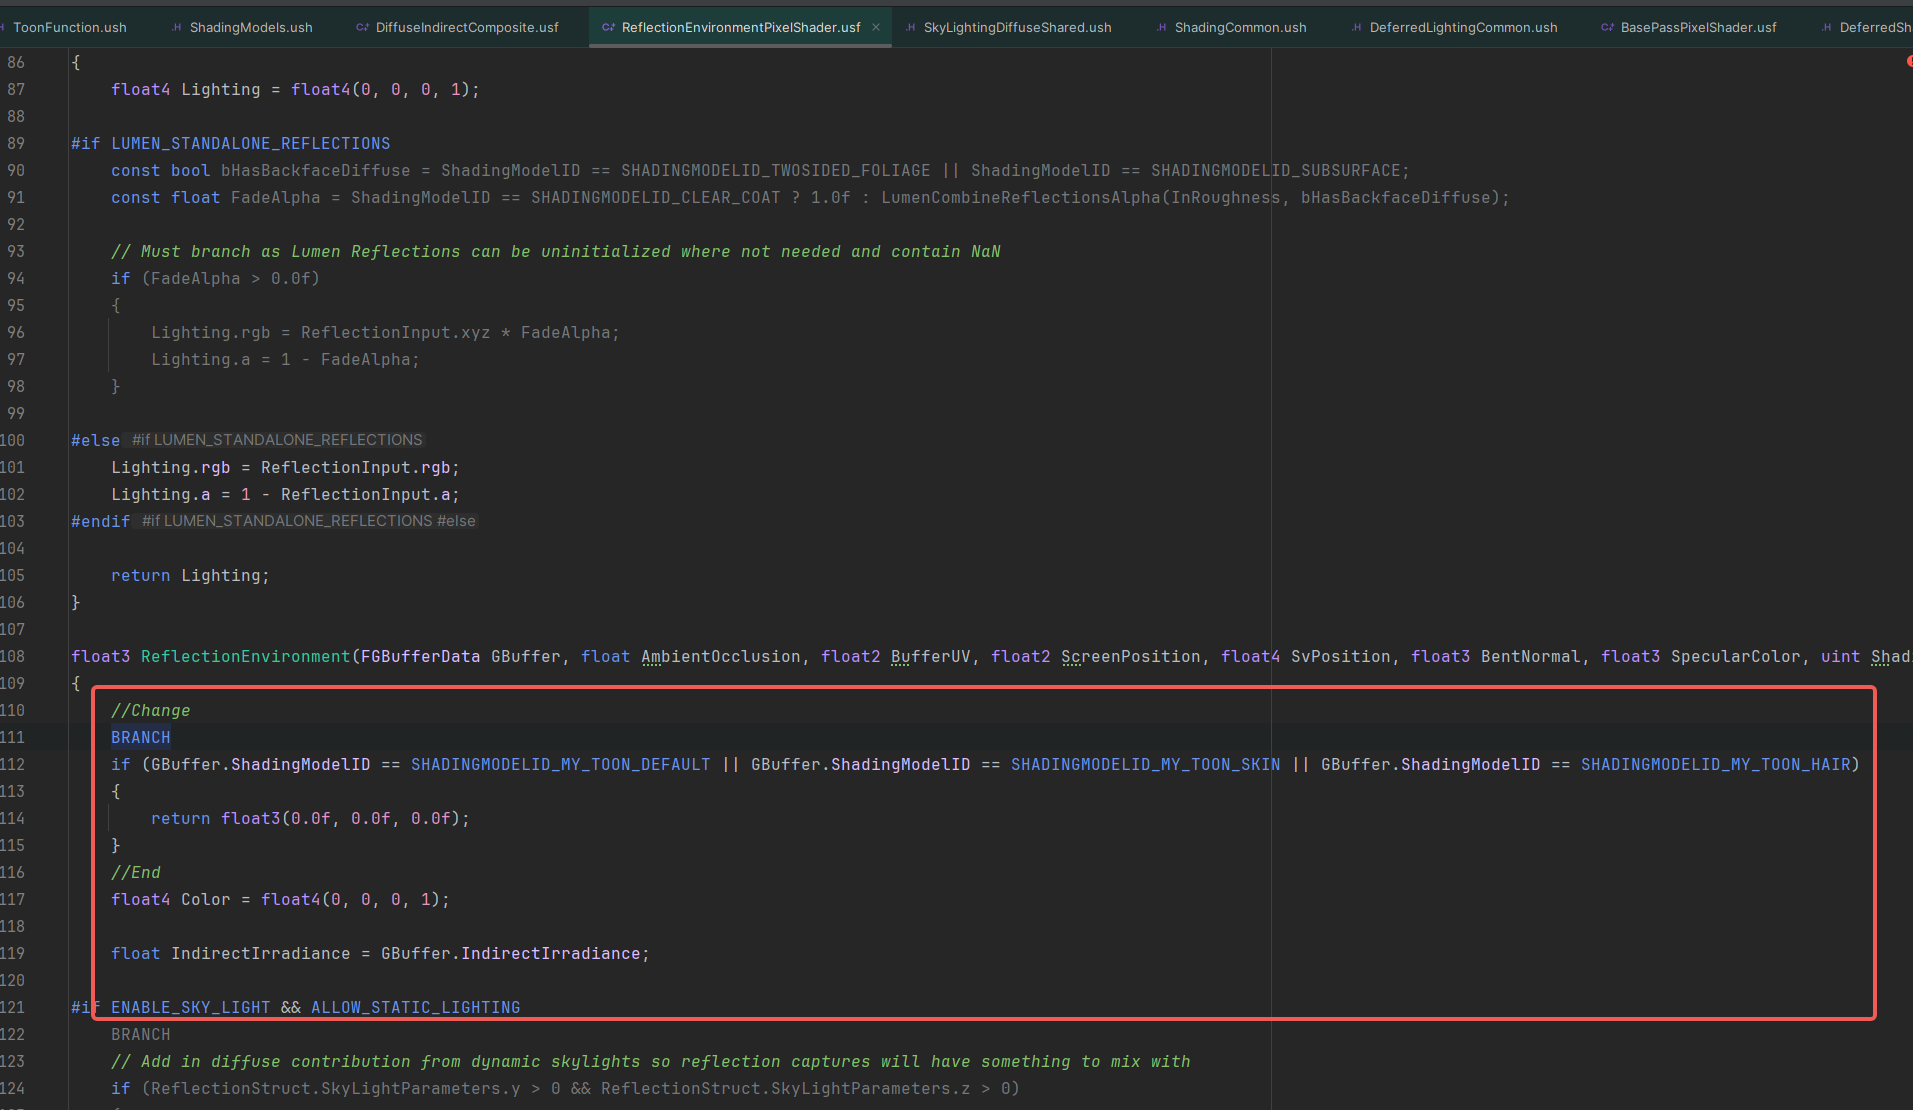 ToonFunction.ush ShadingModels.ush DiffuseIndirectComposite.usf ReflectionEnvironmentPixelShader.usf × SkyLightingDiffuseShared.ush ShadingCommon.ush DeferredLightingCommon.ush BasePassPixelShader.usf DeferredSh
86 {
87 float4 Lighting = float4(0, 0, 0, 1);
88
89 #if LUMEN_STANDALONE_REFLECTIONS
90 const bool bHasBackfaceDiffuse = ShadingModelID == SHADINGMODELID_TWOSIDED_FOLIAGE || ShadingModelID == SHADINGMODELID_SUBSURFACE;
91 const float FadeAlpha = ShadingModelID == SHADINGMODELID_CLEAR_COAT ? 1.0f : LumenCombineReflectionsAlpha(InRoughness, bHasBackfaceDiffuse);
92
93 // Must branch as Lumen Reflections can be uninitialized where not needed and contain NaN
94 if (FadeAlpha > 0.0f)
95 {
96 Lighting.rgb = ReflectionInput.xyz * FadeAlpha;
97 Lighting.a = 1 - FadeAlpha;
98 }
99
100 #else #if LUMEN_STANDALONE_REFLECTIONS
101 Lighting.rgb = ReflectionInput.rgb;
102 Lighting.a = 1 - ReflectionInput.a;
103 #endif #if LUMEN_STANDALONE_REFLECTIONS #else
104
105 return Lighting;
106 }
107
108 float3 ReflectionEnvironment(FGBufferData GBuffer, float AmbientOcclusion, float2 BufferUV, float2 ScreenPosition, float4 SvPosition, float3 BentNormal, float3 SpecularColor, uint Shad
109 {
110 //Change
111 BRANCH
112 if (GBuffer.ShadingModelID == SHADINGMODELID_MY_TOON_DEFAULT || GBuffer.ShadingModelID == SHADINGMODELID_MY_TOON_SKIN || GBuffer.ShadingModelID == SHADINGMODELID_MY_TOON_HAIR)
113 {
114 return float3(0.0f, 0.0f, 0.0f);
115 }
116 //End
117 float4 Color = float4(0, 0, 0, 1);
118
119 float IndirectIrradiance = GBuffer.IndirectIrradiance;
120
121 #if ENABLE_SKY_LIGHT && ALLOW_STATIC_LIGHTING
122 BRANCH
123 // Add in diffuse contribution from dynamic skylights so reflection captures will have something to mix with
124 if (ReflectionStruct.SkyLightParameters.y > 0 && ReflectionStruct.SkyLightParameters.z > 0)